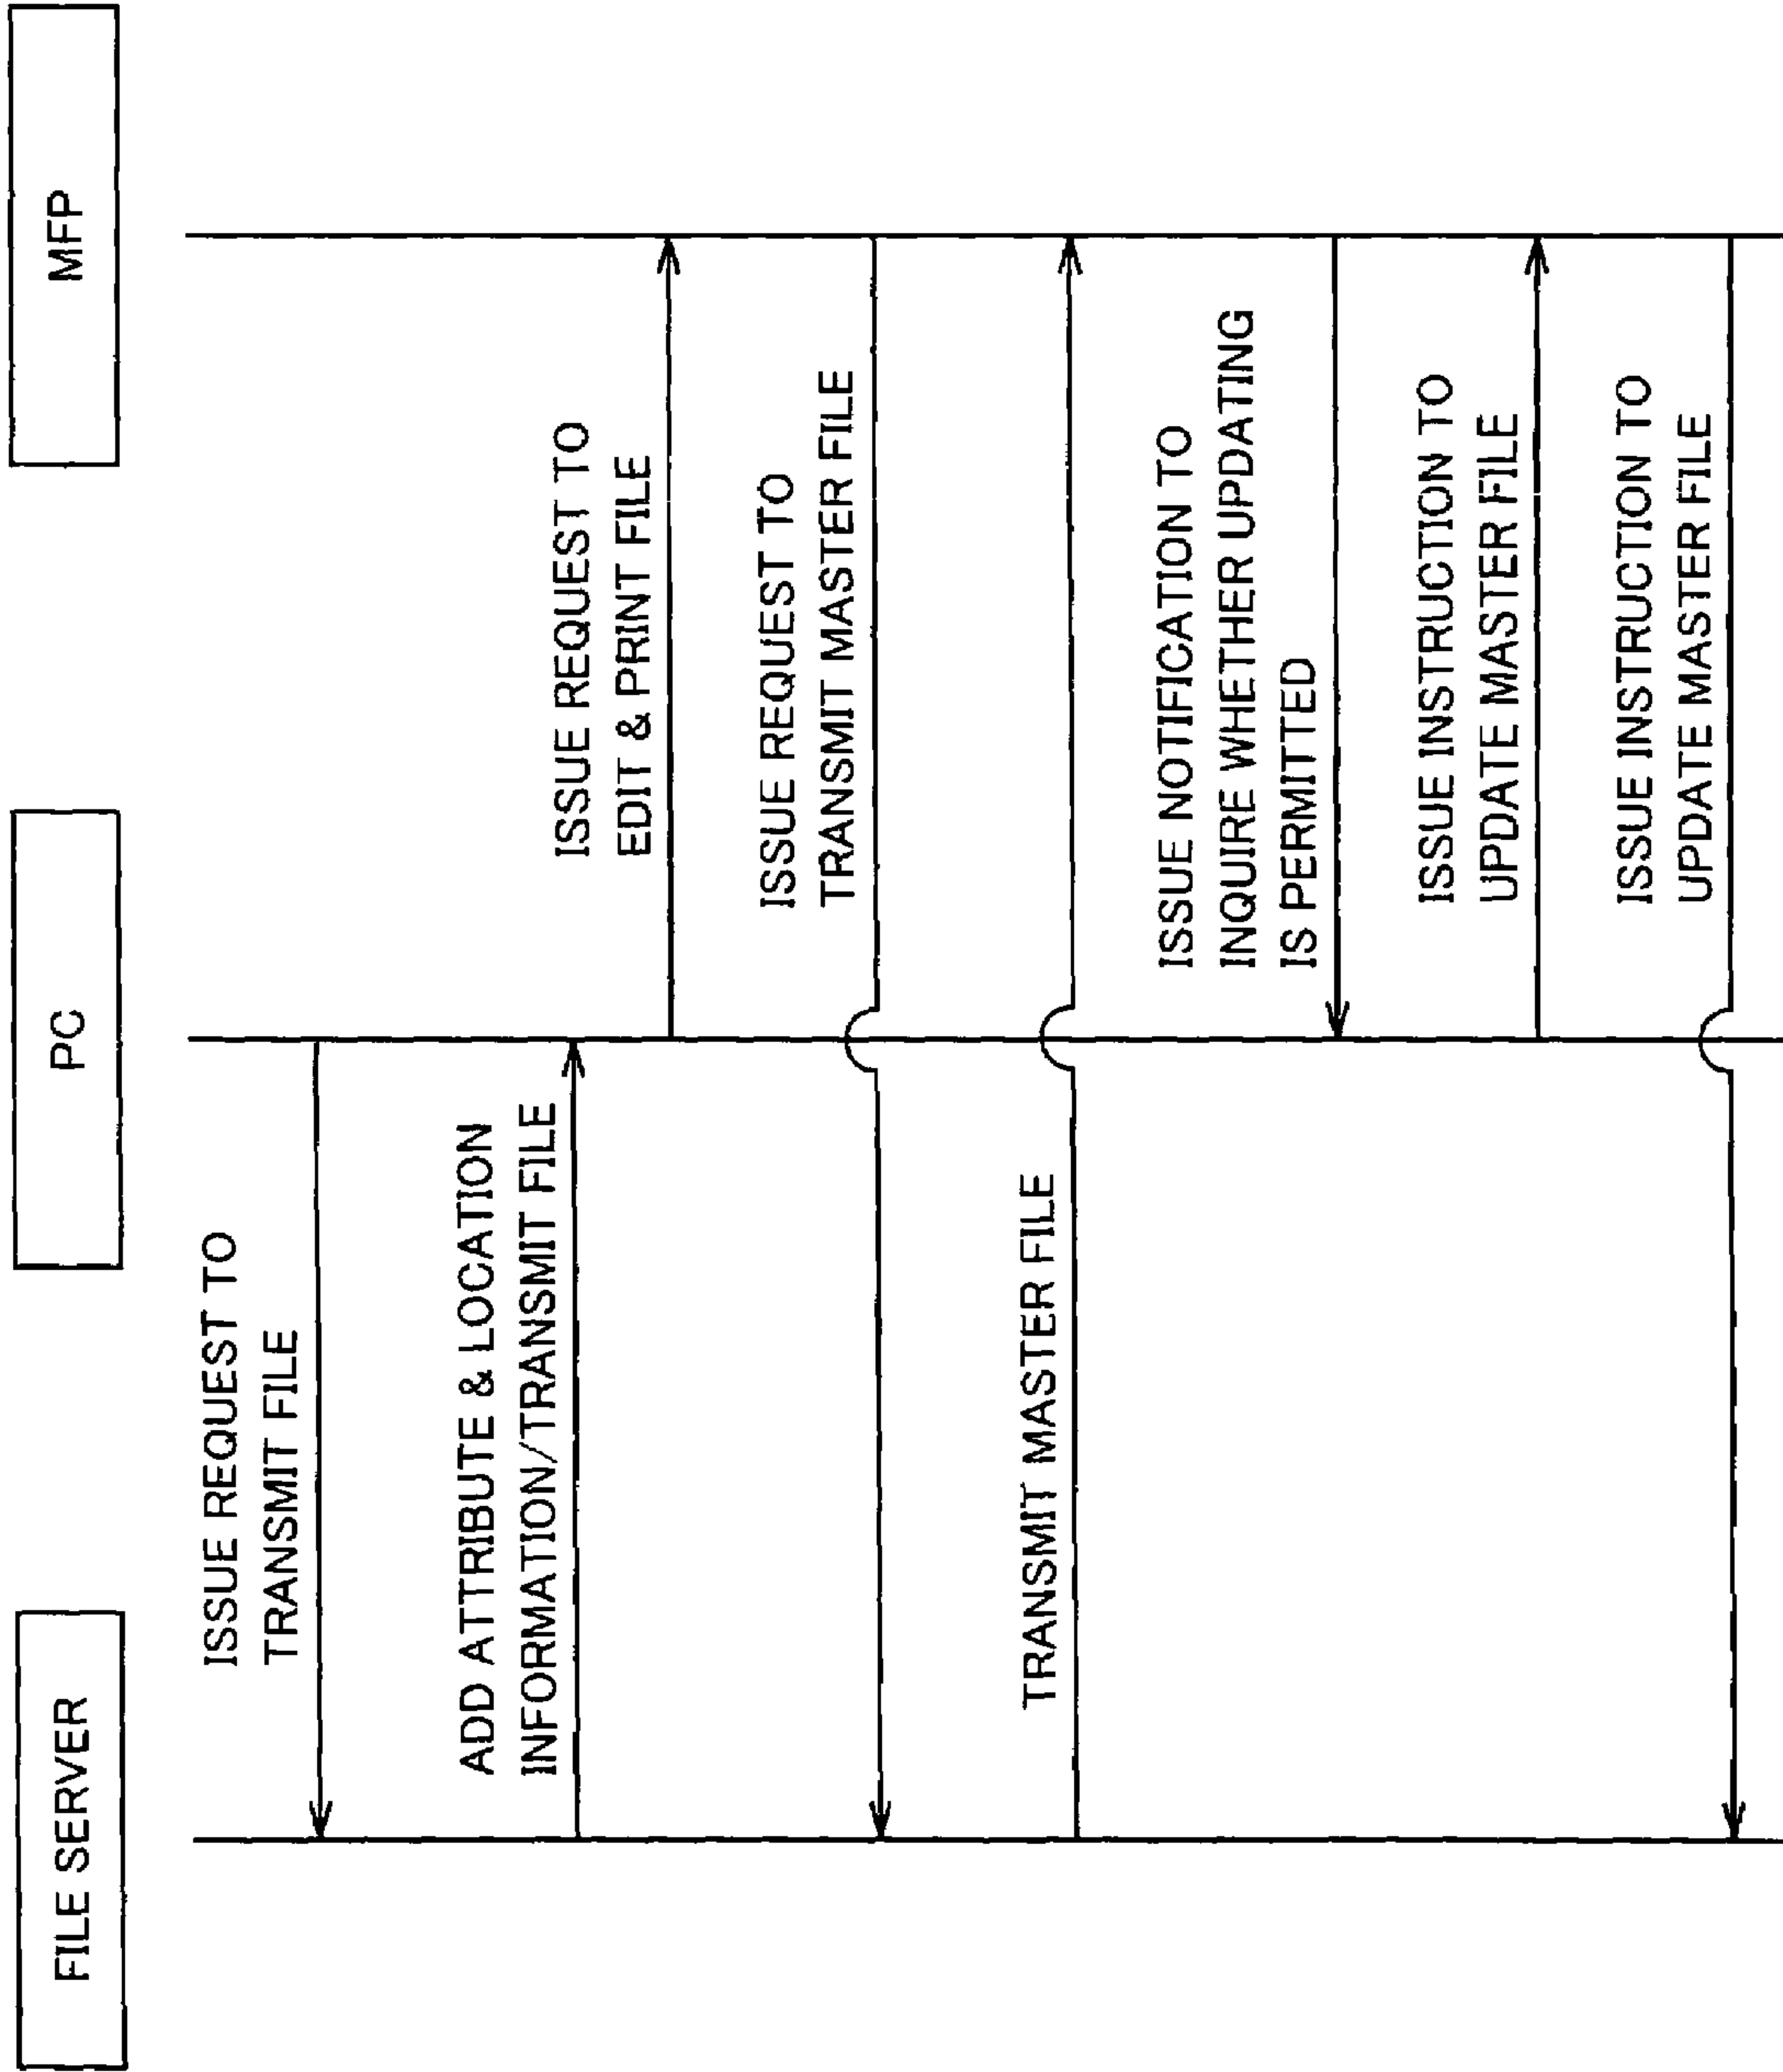 FILE SERVER
PC
MFP
ISSUE REQUEST TO
TRANSMIT FILE
ADD ATTRIBUTE & LOCATION
INFORMATION/TRANSMIT FILE
ISSUE REQUEST TO
EDIT & PRINT FILE
ISSUE REQUEST TO
TRANSMIT MASTER FILE
TRANSMIT MASTER FILE
ISSUE NOTIFICATION TO
INQUIRE WHETHER UPDATING
IS PERMITTED
ISSUE INSTRUCTION TO
UPDATE MASTER FILE
ISSUE INSTRUCTION TO
UPDATE MASTER FILE